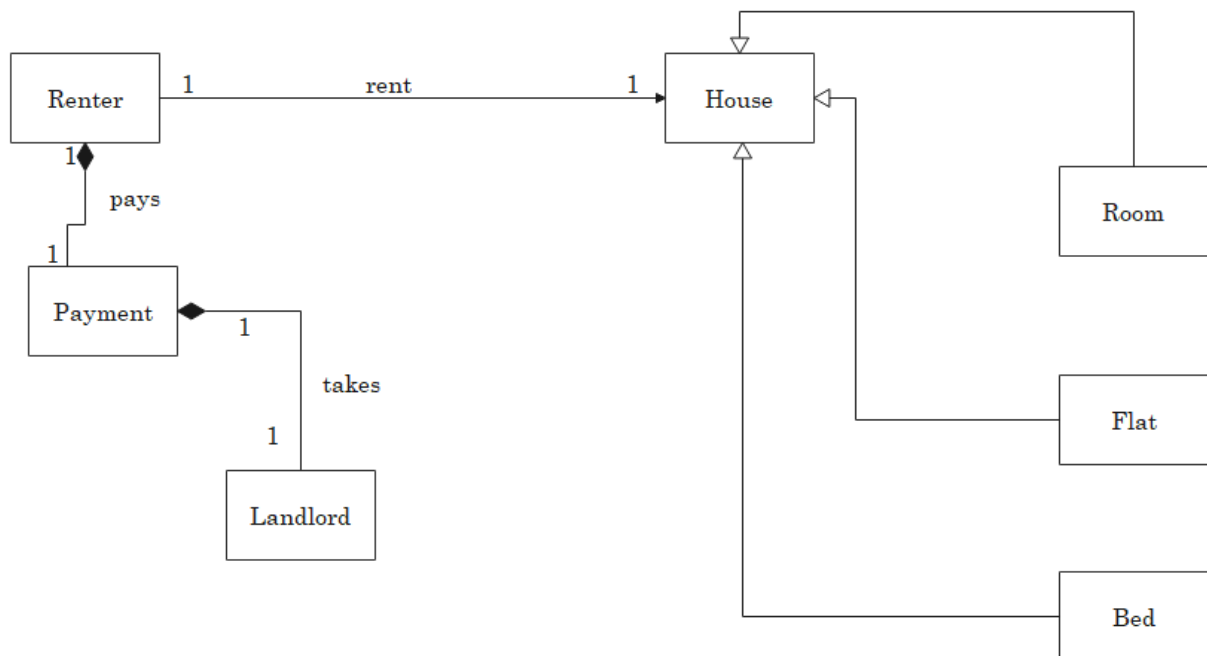 Renter
1
rent
1
House
1
pays
1
Room
Payment
1
takes
1
Flat
Landlord
Bed